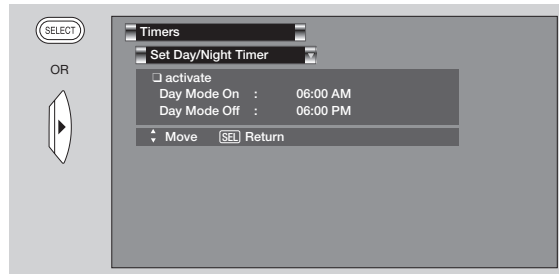 SELECT
OR
Timers
Set Day/Night Timer
❏ activate
Day Mode On : 06:00 AM
Day Mode Off : 06:00 PM
Move SEL Return